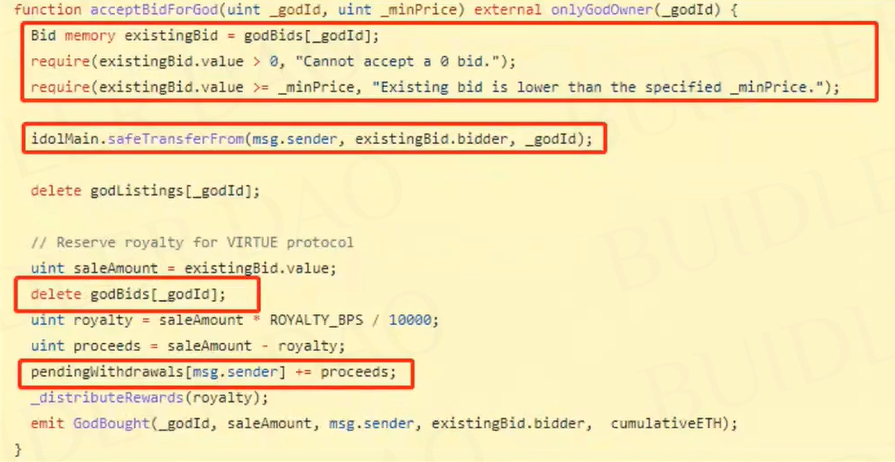 function acceptBidForGod(uint _godId, uint _minPrice) external onlyGodOwner(_godId) {
Bid memory existingBid = godBids[_godId];
require(existingBid.value > 0, "Cannot accept a 0 bid.");
require(existingBid.value >= _minPrice, "Existing bid is lower than the specified _minPrice.");
idolMain.safeTransferFrom(msg.sender, existingBid.bidder, _godId);
delete godListings[_godId];
// Reserve royalty for VIRTUE protocol
uint saleAmount = existingBid.value;
delete godBids[_godId];
uint royalty = saleAmount * ROYALTY_BPS / 10000;
uint proceeds = saleAmount - royalty;
pendingWithdrawals[msg.sender] += proceeds;
_distributeRewards(royalty);
emit GodBought(_godId, saleAmount, msg.sender, existingBid.bidder,  cumulativeETH);
}